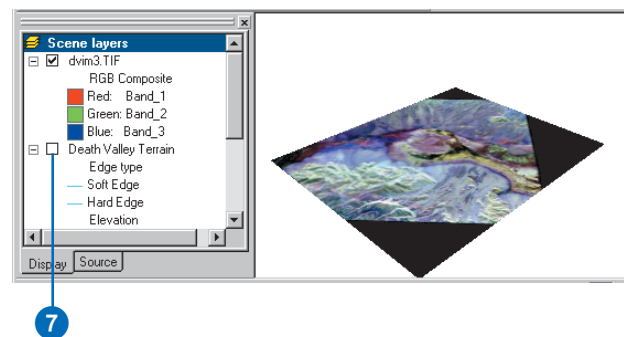 Scene layers
dvim3.TIF
RGB Composite
Red: Band_1
Green: Band_2
Blue: Band_3
Death Valley Terrain
Edge type
Soft Edge
Hard Edge
Elevation
Display Source
7